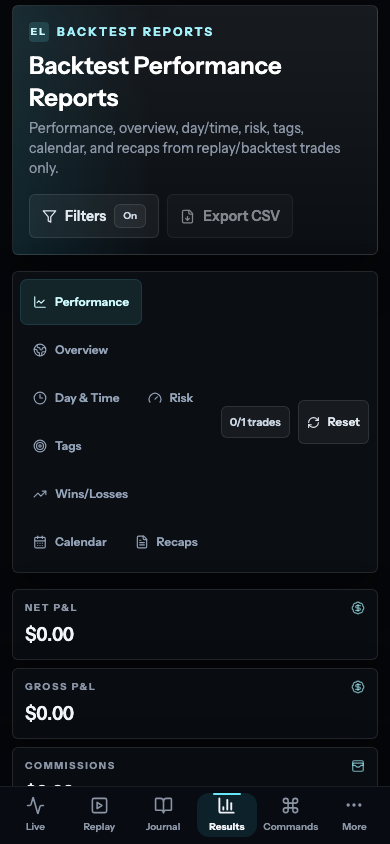 EL BACKTEST REPORTS
Backtest Performance
Reports
Performance, overview, day/time, risk, tags,
calendar, and recaps from replay/backtest trades
only.
Filters On Export CSV
Performance
Overview
Day & Time Risk
0/1 trades Reset
Tags
Wins/Losses
Calendar Recaps
NET P&L
$0.00
GROSS P&L
$0.00
COMMISSIONS
Live Replay Journal Results Commands More